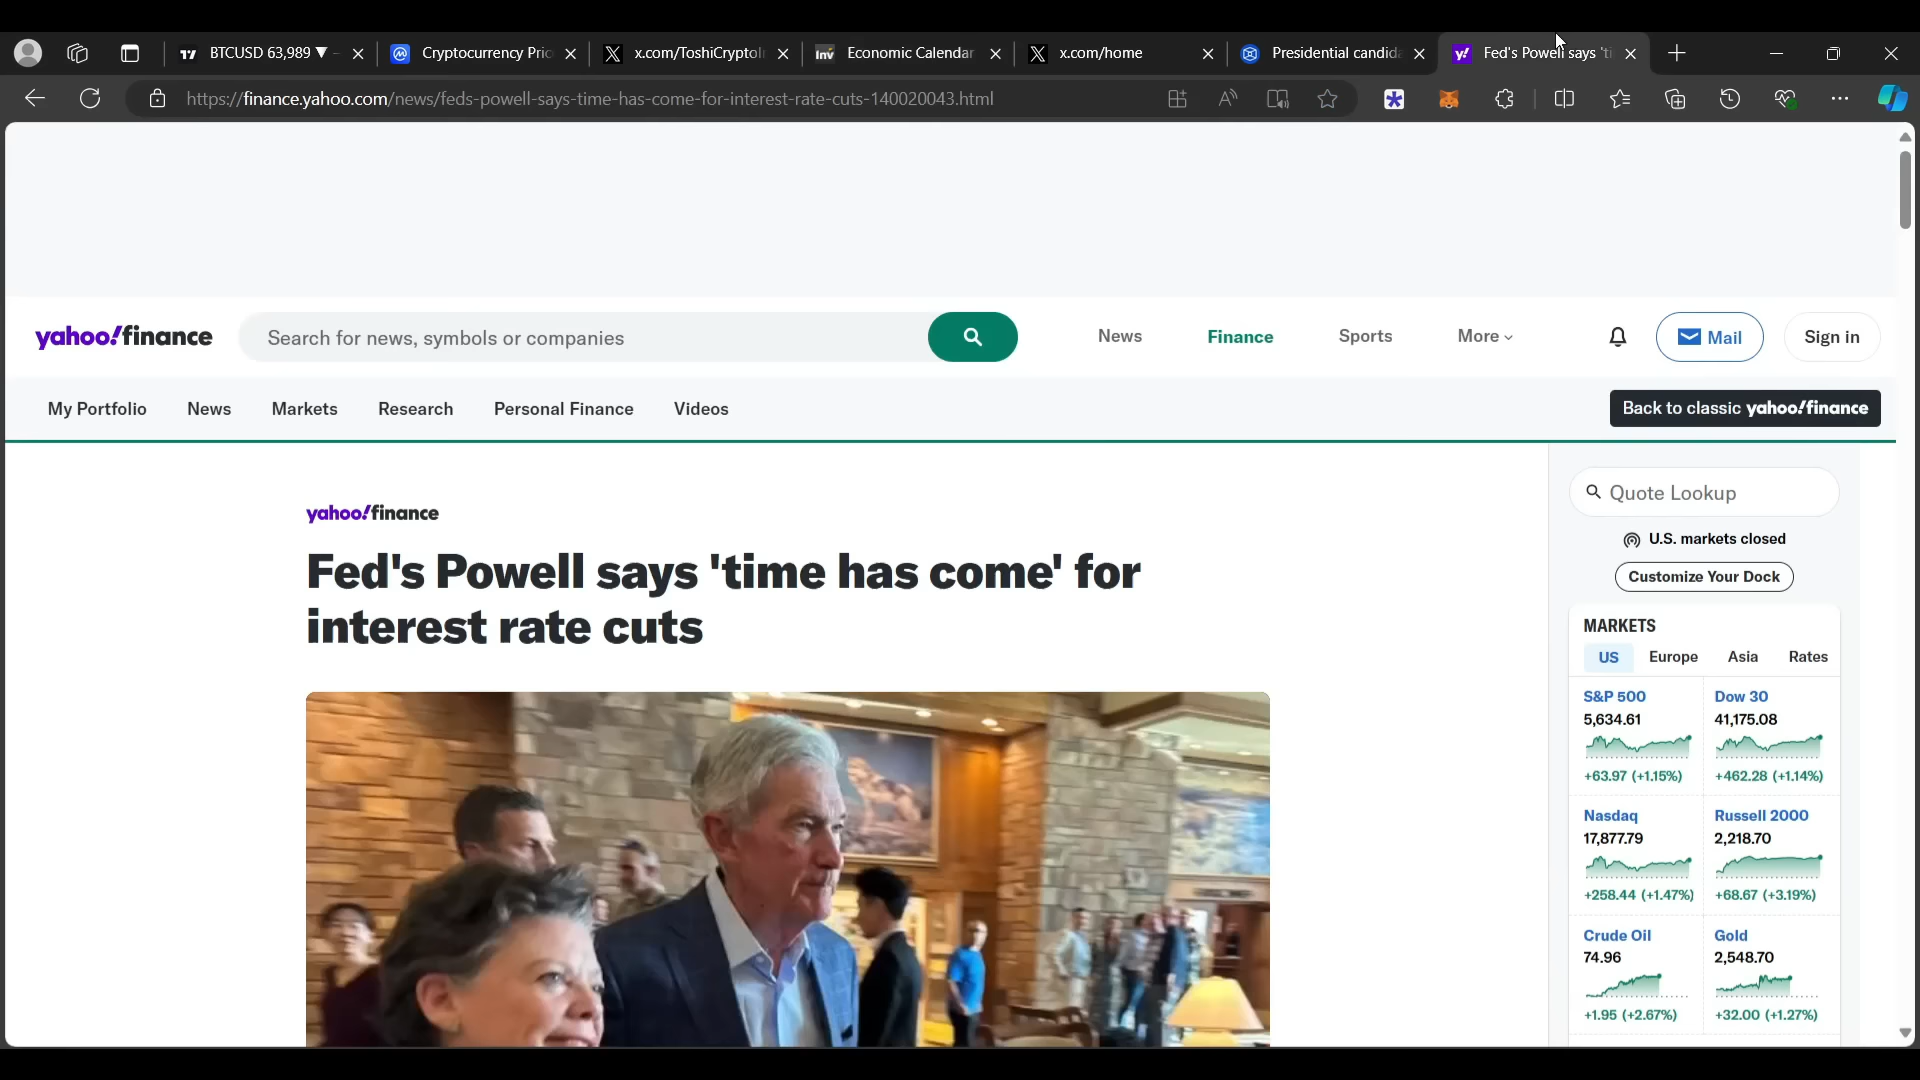 BTCUSD 63,989 ▼
Cryptocurrency Pric
x.com/ToshiCryptoIn
Economic Calendar
x.com/home
Presidential candida
Fed's Powell says 'ti
https://finance.yahoo.com/news/feds-powell-says-time-has-come-for-interest-rate-cuts-140020043.html
yahoo!finance
Search for news, symbols or companies
News
Finance
Sports
More
Mail
Sign in
My Portfolio
News
Markets
Research
Personal Finance
Videos
Back to classic yahoo!finance
yahoo!finance
Fed's Powell says 'time has come' for
interest rate cuts
Quote Lookup
U.S. markets closed
Customize Your Dock
MARKETS
US Europe Asia Rates
S&P 500
5,634.61
+63.97 (+1.15%)
Dow 30
41,175.08
+462.28 (+1.14%)
Nasdaq
17,877.79
+258.44 (+1.47%)
Russell 2000
2,218.70
+68.67 (+3.19%)
Crude Oil
74.96
+1.95 (+2.67%)
Gold
2,548.70
+32.00 (+1.27%)